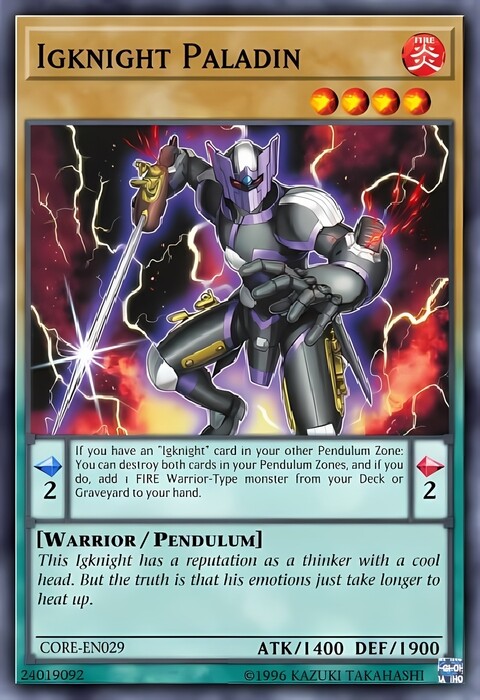 Igknight Paladin
FIRE
炎
If you have an "Igknight" card in your other Pendulum Zone:
You can destroy both cards in your Pendulum Zones, and if you
do, add 1 FIRE Warrior-Type monster from your Deck or
Graveyard to your hand.
2
2
[Warrior / Pendulum]
This Igknight has a reputation as a thinker with a cool
head. But the truth is that his emotions just take longer to
heat up.
CORE-EN029
ATK/1400 DEF/1900
24019092
©1996 KAZUKI TAKAHASHI